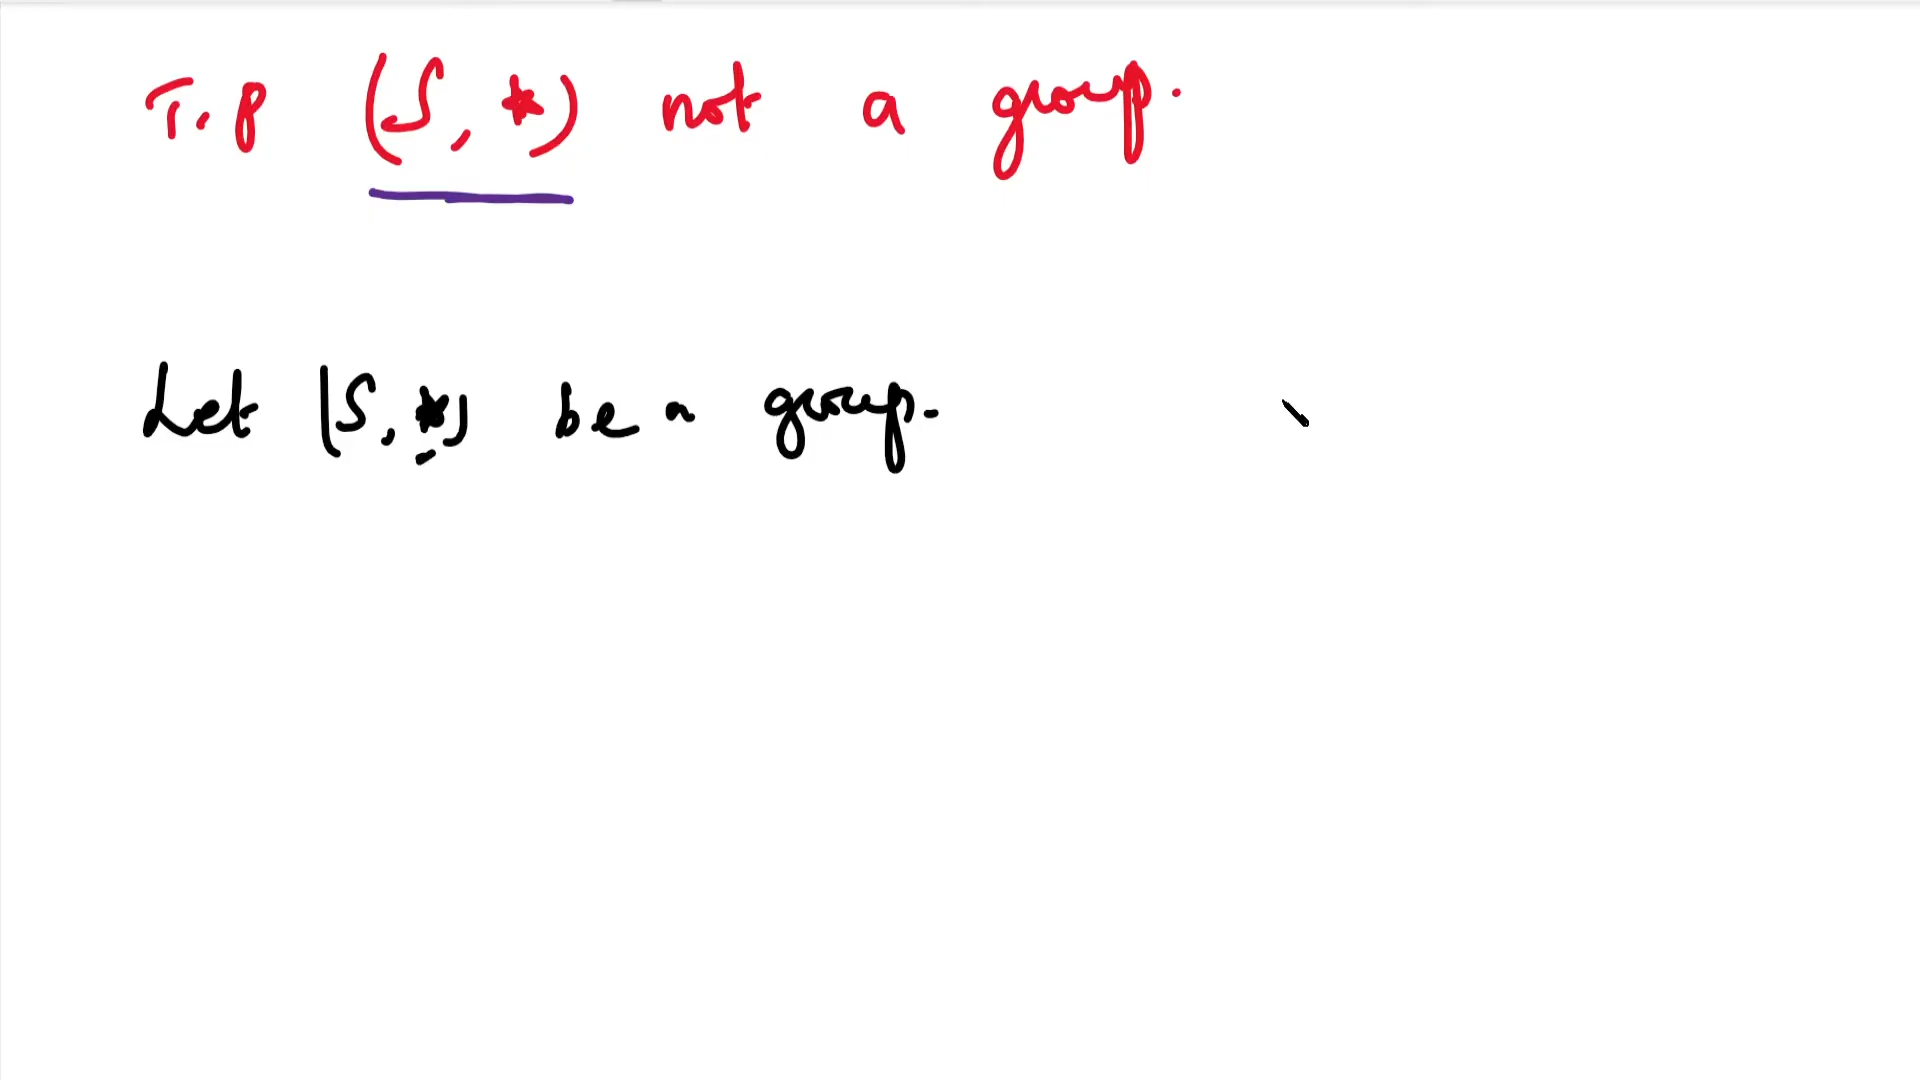 T.P (S, *) not a group.
Let (S, *) be a group.